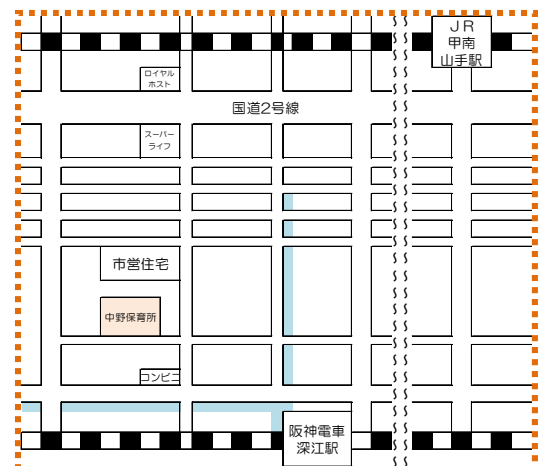 JR
甲南
山手駅
ロイヤル
ホスト
国道2号線
スーパー
ライフ
市営住宅
中野保育所
コンビニ
阪神電車
深江駅